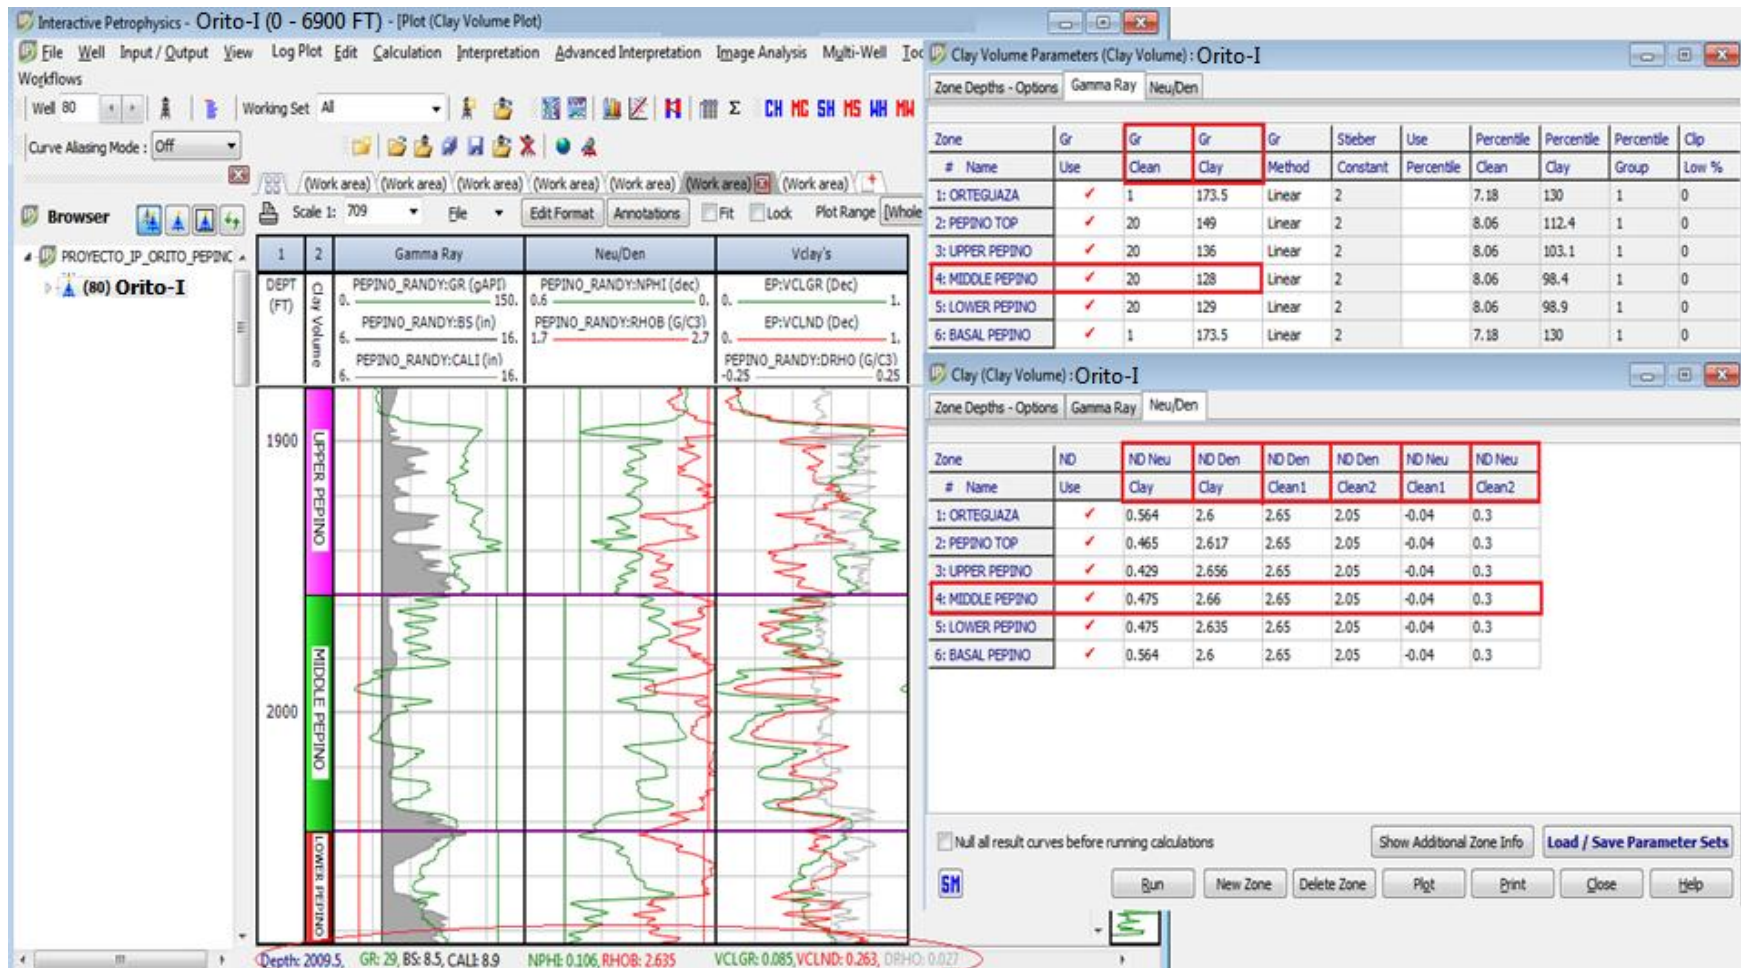 Interactive Petrophysics - Orito-I (0 - 6900 FT) - [Plot (Clay Volume Plot)
File Well Input / Output View Log Plot Edit Calculation Interpretation Advanced Interpretation Image Analysis Multi-Well Toc
Workflows
Well 80 Working Set All Σ CH MC SH MS WH MW
Curve Aliasing Mode : Off
(Work area) (Work area) (Work area) (Work area) (Work area) (Work area) (Work area)
Browser Scale 1: 709 File Edit Format Annotations Fit Lock Plot Range [Whole
PROYECTO_IP_ORITO_PEPINC
(80) Orito-I
1 2 Gamma Ray Neu/Den Vclay's
DEPT (FT) Clay Volume
PEPINO_RANDY:GR (gAPI) PEPINO_RANDY:NPHI (dec) EP:VCLGR (Dec)
0. 150. 0.6 0. 0. 1.
PEPINO_RANDY:BS (in) PEPINO_RANDY:RHOB (G/C3) EP:VCLND (Dec)
6. 16. 1.7 2.7 0. 1.
PEPINO_RANDY:CALI (in) PEPINO_RANDY:DRHO (G/C3)
6. 16. -0.25 0.25
1900
UPPER PEPINO
MIDDLE PEPINO
2000
LOWER PEPINO
Depth: 2009.5, GR: 29, BS: 8.5, CALI: 8.9 NPHI: 0.106, RHOB: 2.635 VCLGR: 0.085, VCLND: 0.263, DRHO: 0.027
Clay Volume Parameters (Clay Volume) : Orito-I
Zone Depths - Options Gamma Ray Neu/Den
Zone Gr Gr Gr Gr Stieber Use Percentile Percentile Percentile Clip
# Name Use Clean Clay Method Constant Percentile Clean Clay Group Low %
1: ORTEGUAZA ✓ 1 173.5 Linear 2 7.18 130 1 0
2: PEPINO TOP ✓ 20 149 Linear 2 8.06 112.4 1 0
3: UPPER PEPINO ✓ 20 136 Linear 2 8.06 103.1 1 0
4: MIDDLE PEPINO ✓ 20 128 Linear 2 8.06 98.4 1 0
5: LOWER PEPINO ✓ 20 129 Linear 2 8.06 98.9 1 0
6: BASAL PEPINO ✓ 1 173.5 Linear 2 7.18 130 1 0
Clay (Clay Volume) : Orito-I
Zone Depths - Options Gamma Ray Neu/Den
Zone ND ND Neu ND Den ND Den ND Den ND Neu ND Neu
# Name Use Clay Clay Clean1 Clean2 Clean1 Clean2
1: ORTEGUAZA ✓ 0.564 2.6 2.65 2.05 -0.04 0.3
2: PEPINO TOP ✓ 0.465 2.617 2.65 2.05 -0.04 0.3
3: UPPER PEPINO ✓ 0.429 2.656 2.65 2.05 -0.04 0.3
4: MIDDLE PEPINO ✓ 0.475 2.66 2.65 2.05 -0.04 0.3
5: LOWER PEPINO ✓ 0.475 2.635 2.65 2.05 -0.04 0.3
6: BASAL PEPINO ✓ 0.564 2.6 2.65 2.05 -0.04 0.3
Null all result curves before running calculations Show Additional Zone Info Load / Save Parameter Sets
SM Run New Zone Delete Zone Plot Print Close Help